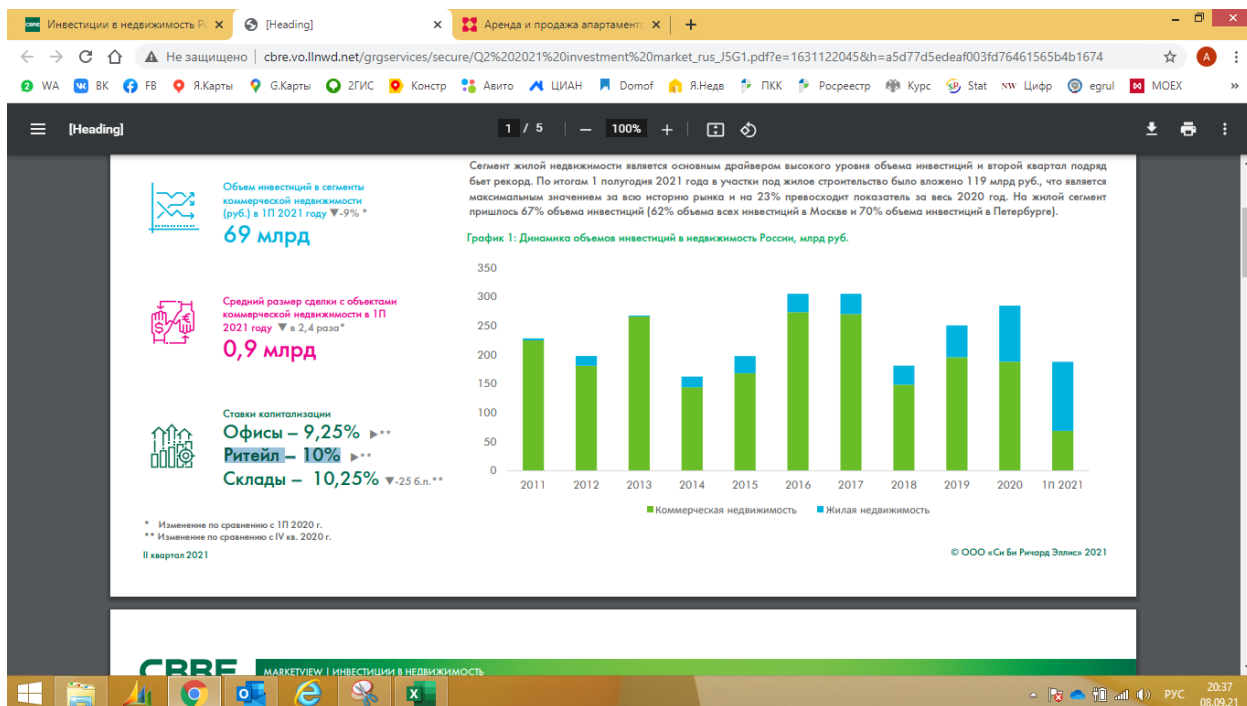 Инвестиции в недвижимость Р
[Heading]
Аренда и продажа апартаменто
Не защищено
cbre.vo.llnwd.net/grgservices/secure/Q2%202021%20investment%20market_rus_J5G1.pdf?e=1631122045&h=a5d77d5edeaf003fd76461565b4b1674
A
WA ВК FB Я.Карты G.Карты 2ГИС Констр Авито ЦИАН Domof Я.Недв ПКК Росреестр Курс Stat NW Цифр egrul MOEX »
[Heading]
1 / 5 | — 100% +
Объем инвестиций в сегменты
коммерческой недвижимости
(руб.) в 1П 2021 году ▼-9% *
69 млрд
Средний размер сделки с объектами
коммерческой недвижимости в 1П
2021 году ▼ в 2,4 раза*
0,9 млрд
Ставки капитализации
Офисы – 9,25% ▶**
Ритейл – 10% ▶**
Склады – 10,25% ▼-25 б.п.**
* Изменение по сравнению с 1П 2020 г.
** Изменение по сравнению с IV кв. 2020 г.
II квартал 2021
Сегмент жилой недвижимости является основным драйвером высокого уровня объема инвестиций и второй квартал подряд
бьет рекорд. По итогам 1 полугодия 2021 года в участки под жилое строительство было вложено 119 млрд руб., что является
максимальным значением за всю историю рынка и на 23% превосходит показатель за весь 2020 год. На жилой сегмент
пришлось 67% объема инвестиций (62% объема всех инвестиций в Москве и 70% объема инвестиций в Петербурге).
График 1: Динамика объемов инвестиций в недвижимость России, млрд руб.
350
300
250
200
150
100
50
0
2011 2012 2013 2014 2015 2016 2017 2018 2019 2020 1П 2021
Коммерческая недвижимость Жилая недвижимость
© ООО «Си Би Ричард Эллис» 2021
CBRE
MARKETVIEW | ИНВЕСТИЦИИ В НЕДВИЖИМОСТЬ
РУС
20:37
08.09.21